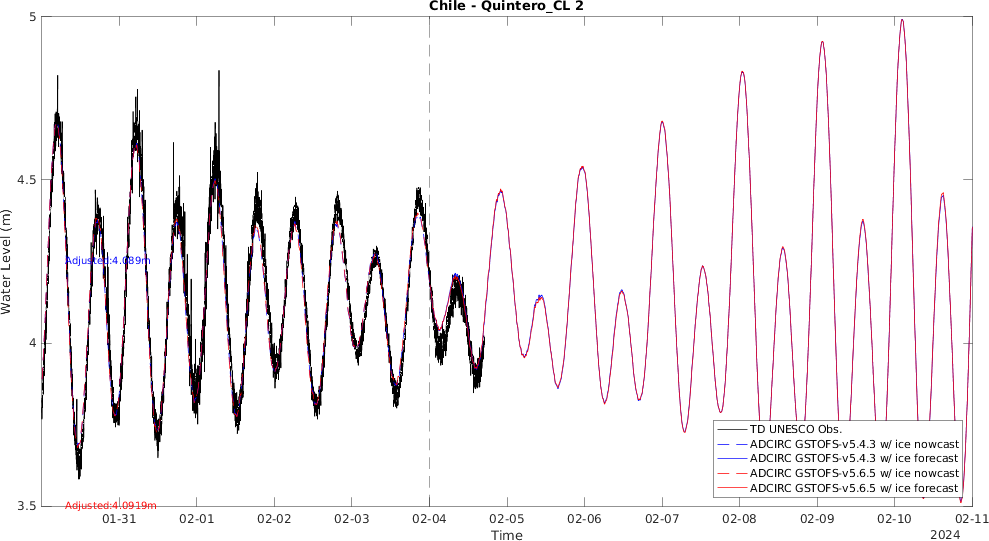 Chile - Quintero_CL 2
Water Level (m)
5
4.5
4
3.5
Adjusted:4.089m
Adjusted:4.0919m
TD UNESCO Obs.
ADCIRC GSTOFS-v5.4.3 w/ ice nowcast
ADCIRC GSTOFS-v5.4.3 w/ ice forecast
ADCIRC GSTOFS-v5.6.5 w/ ice nowcast
ADCIRC GSTOFS-v5.6.5 w/ ice forecast
01-31 02-01 02-02 02-03 02-04 02-05 02-06 02-07 02-08 02-09 02-10 02-11
Time
2024